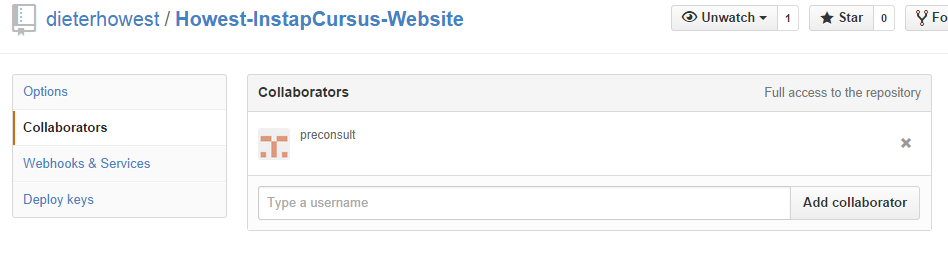 dieterhowest / Howest-InstapCursus-Website
Unwatch 1 Star 0 Fo
Options
Collaborators
Webhooks & Services
Deploy keys
Collaborators Full access to the repository
preconsult
Type a username Add collaborator